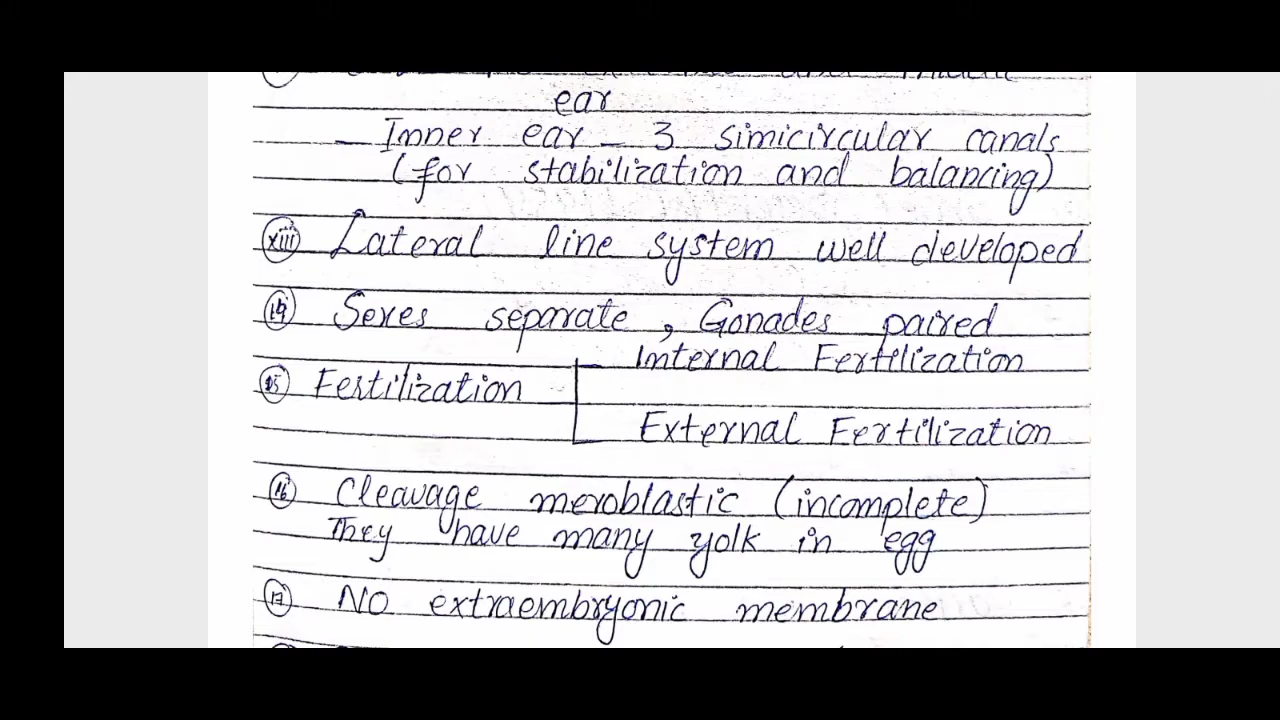 ear
– Inner ear – 3 simicircular canals
(for stabilization and balancing)
xiii Lateral line system well developed
14 Sexes separate, Gonades paired
Internal Fertilization
15 Fertilization
External Fertilization
16 Cleavage meroblastic (incomplete)
They have many yolk in egg
17 No extraembryonic membrane